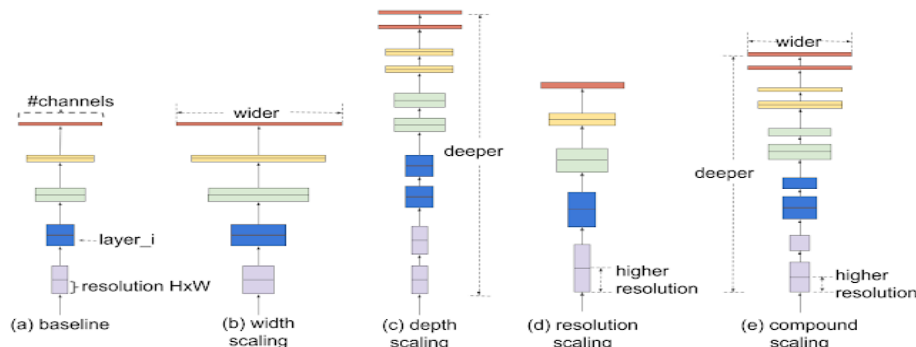 #channels
layer_i
resolution HxW
(a) baseline
wider
(b) width
scaling
deeper
(c) depth
scaling
higher
resolution
(d) resolution
scaling
wider
deeper
higher
resolution
(e) compound
scaling